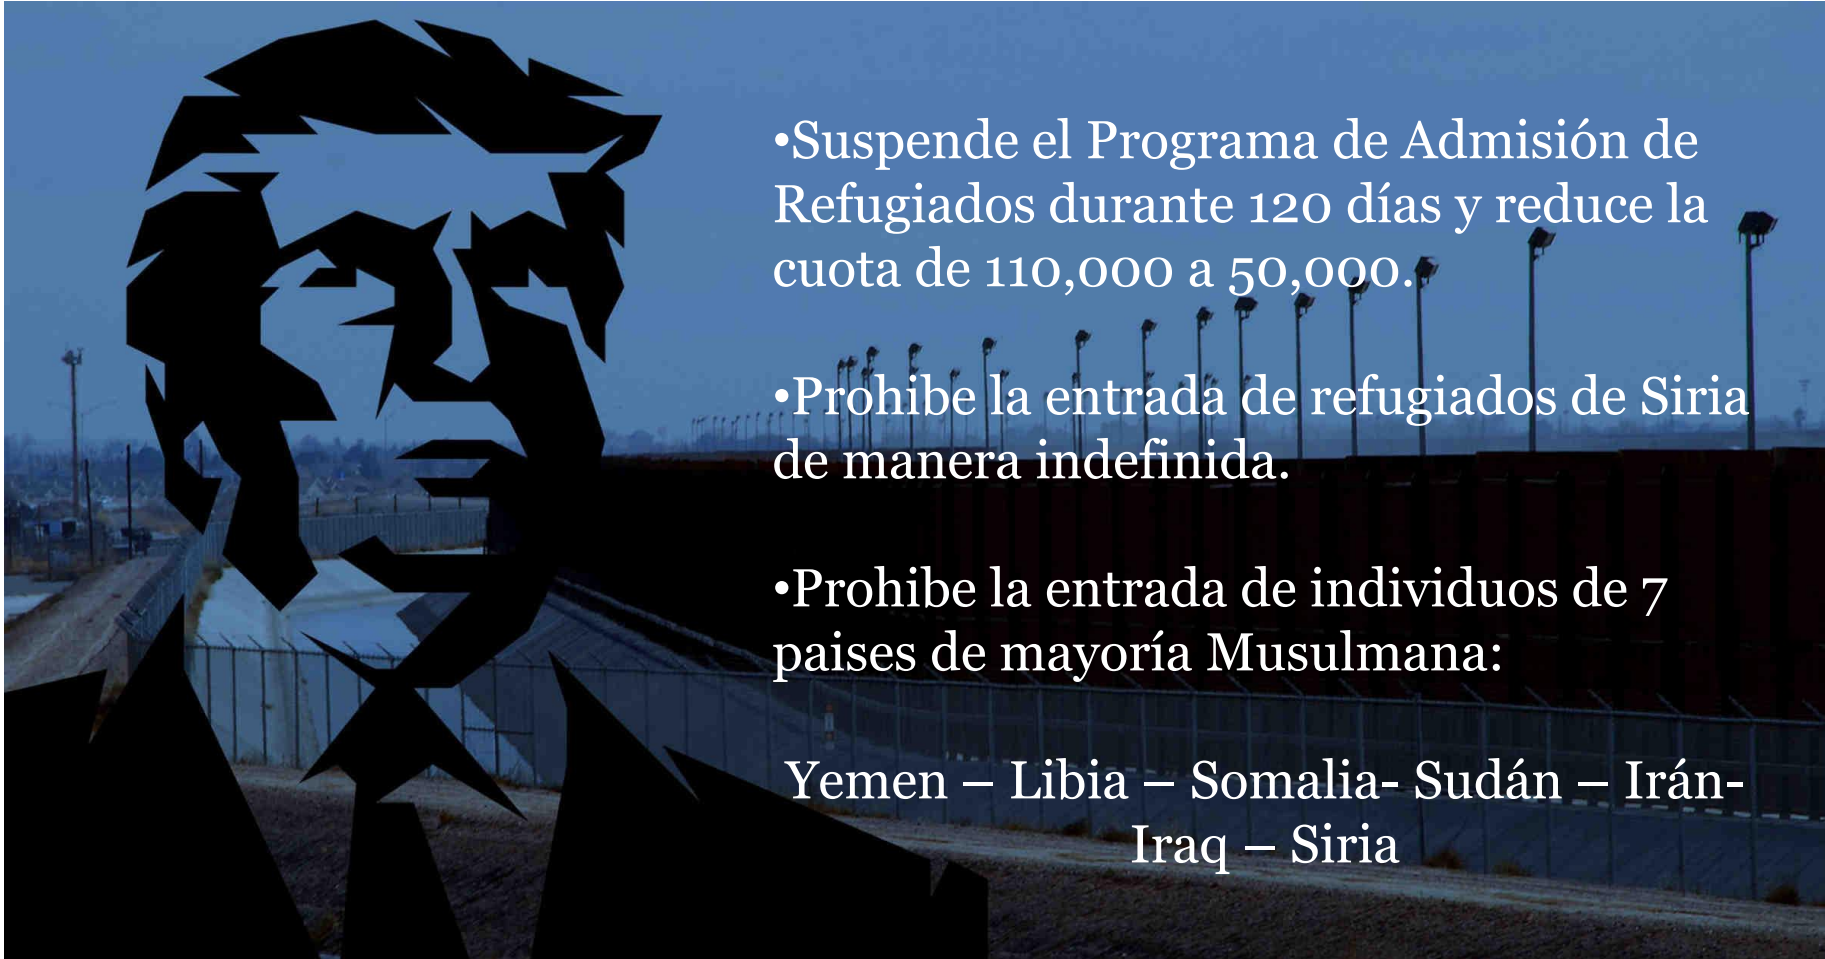 •Suspende el Programa de Admisión de
Refugiados durante 120 días y reduce la
cuota de 110,000 a 50,000.
•Prohibe la entrada de refugiados de Siria
de manera indefinida.
•Prohibe la entrada de individuos de 7
paises de mayoría Musulmana:
Yemen – Libia – Somalia- Sudán – Irán-
Iraq – Siria